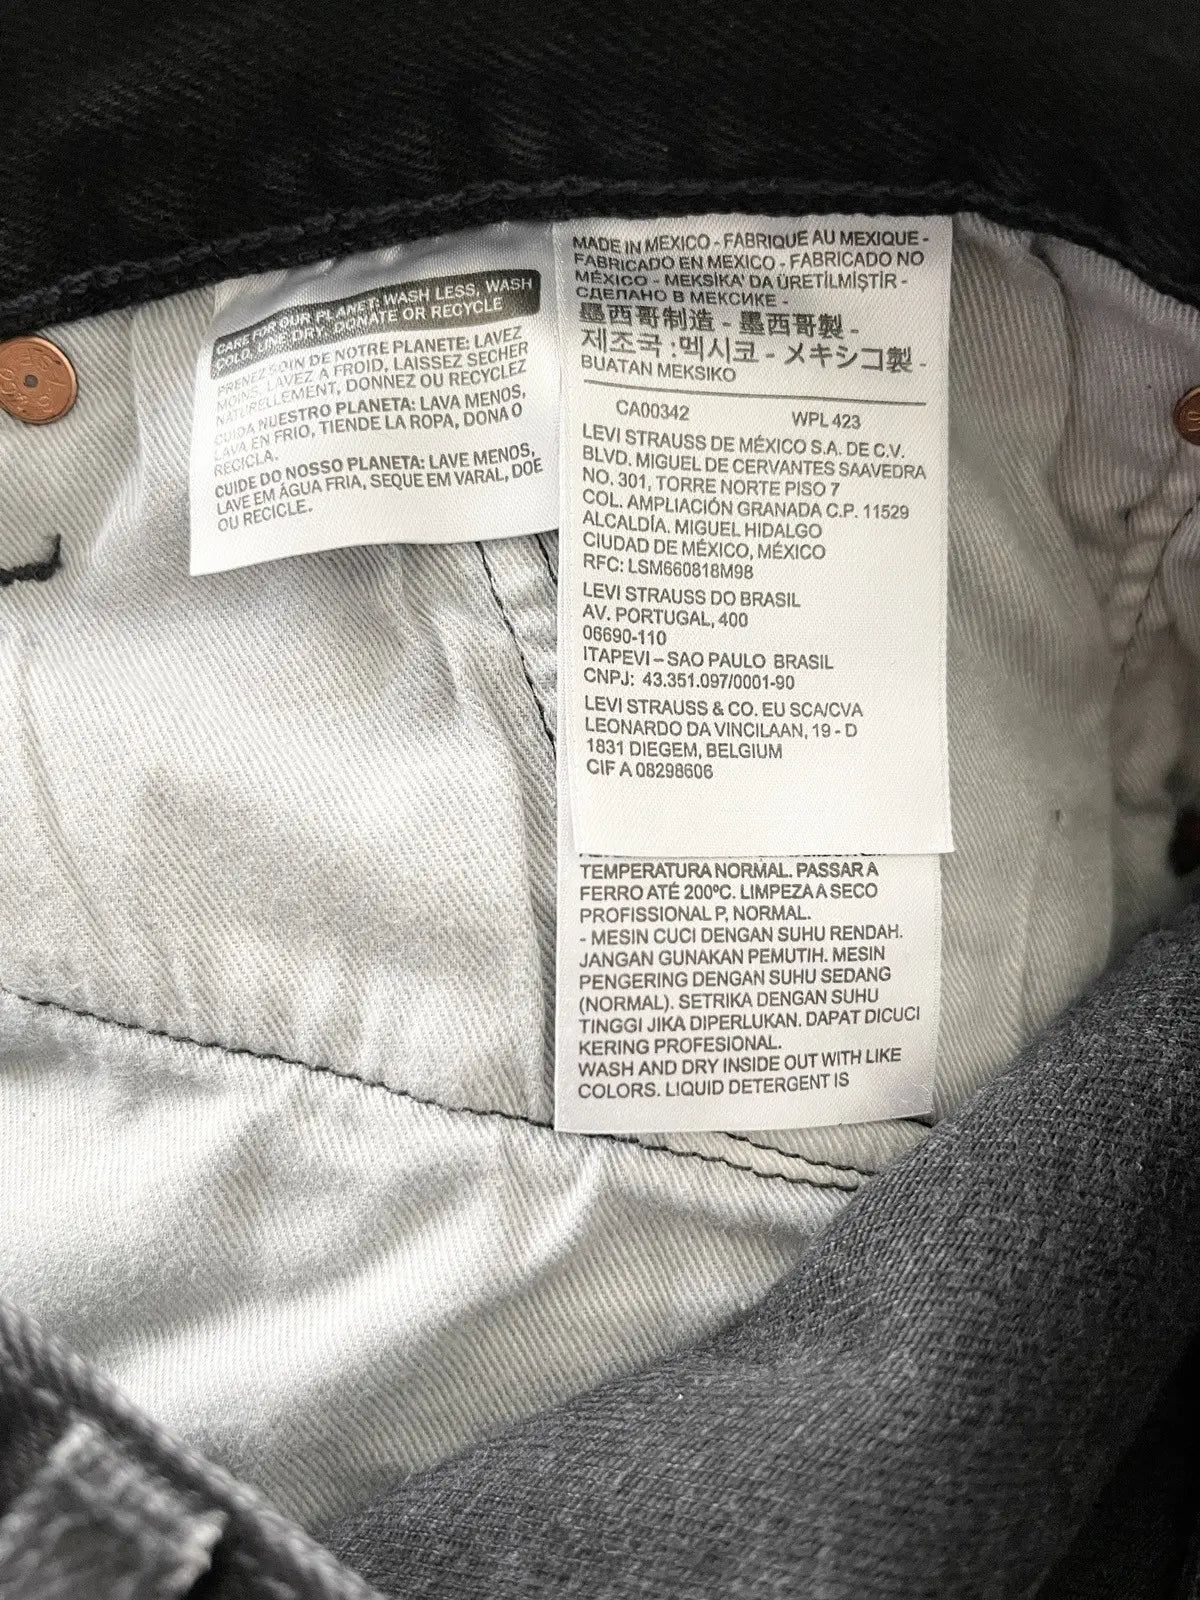 CARE FOR OUR PLANET: WASH LESS, WASH
COLD, LINE DRY, DONATE OR RECYCLE
PRENEZ SOIN DE NOTRE PLANETE: LAVEZ
MOINS, LAVEZ A FROID, LAISSEZ SECHER
NATURELLEMENT, DONNEZ OU RECYCLEZ
CUIDA NUESTRO PLANETA: LAVA MENOS,
LAVA EN FRIO, TIENDE LA ROPA, DONA O
RECICLA.
CUIDE DO NOSSO PLANETA: LAVE MENOS,
LAVE EM ÁGUA FRIA, SEQUE EM VARAL, DOE
OU RECICLE.
MADE IN MEXICO - FABRIQUÉ AU MEXIQUE -
FABRICADO EN MEXICO - FABRICADO NO
MÉXICO - MEKSİKA' DA ÜRETİLMİŞTİR -
СДЕЛАНО В МЕКСИКЕ -
墨西哥制造 - 墨西哥製 -
제조국 :멕시코 - メキシコ製 -
BUATAN MEKSIKO
CA00342 WPL 423
LEVI STRAUSS DE MÉXICO S.A. DE C.V.
BLVD. MIGUEL DE CERVANTES SAAVEDRA
NO. 301, TORRE NORTE PISO 7
COL. AMPLIACIÓN GRANADA C.P. 11529
ALCALDÍA. MIGUEL HIDALGO
CIUDAD DE MÉXICO, MÉXICO
RFC: LSM660818M98
LEVI STRAUSS DO BRASIL
AV. PORTUGAL, 400
06690-110
ITAPEVI – SAO PAULO BRASIL
CNPJ: 43.351.097/0001-90
LEVI STRAUSS & CO. EU SCA/CVA
LEONARDO DA VINCILAAN, 19 - D
1831 DIEGEM, BELGIUM
CIF A 08298606
TEMPERATURA NORMAL. PASSAR A
FERRO ATÉ 200ºC. LIMPEZA A SECO
PROFISSIONAL P, NORMAL.
- MESIN CUCI DENGAN SUHU RENDAH.
JANGAN GUNAKAN PEMUTIH. MESIN
PENGERING DENGAN SUHU SEDANG
(NORMAL). SETRIKA DENGAN SUHU
TINGGI JIKA DIPERLUKAN. DAPAT DICUCI
KERING PROFESIONAL.
WASH AND DRY INSIDE OUT WITH LIKE
COLORS. LIQUID DETERGENT IS